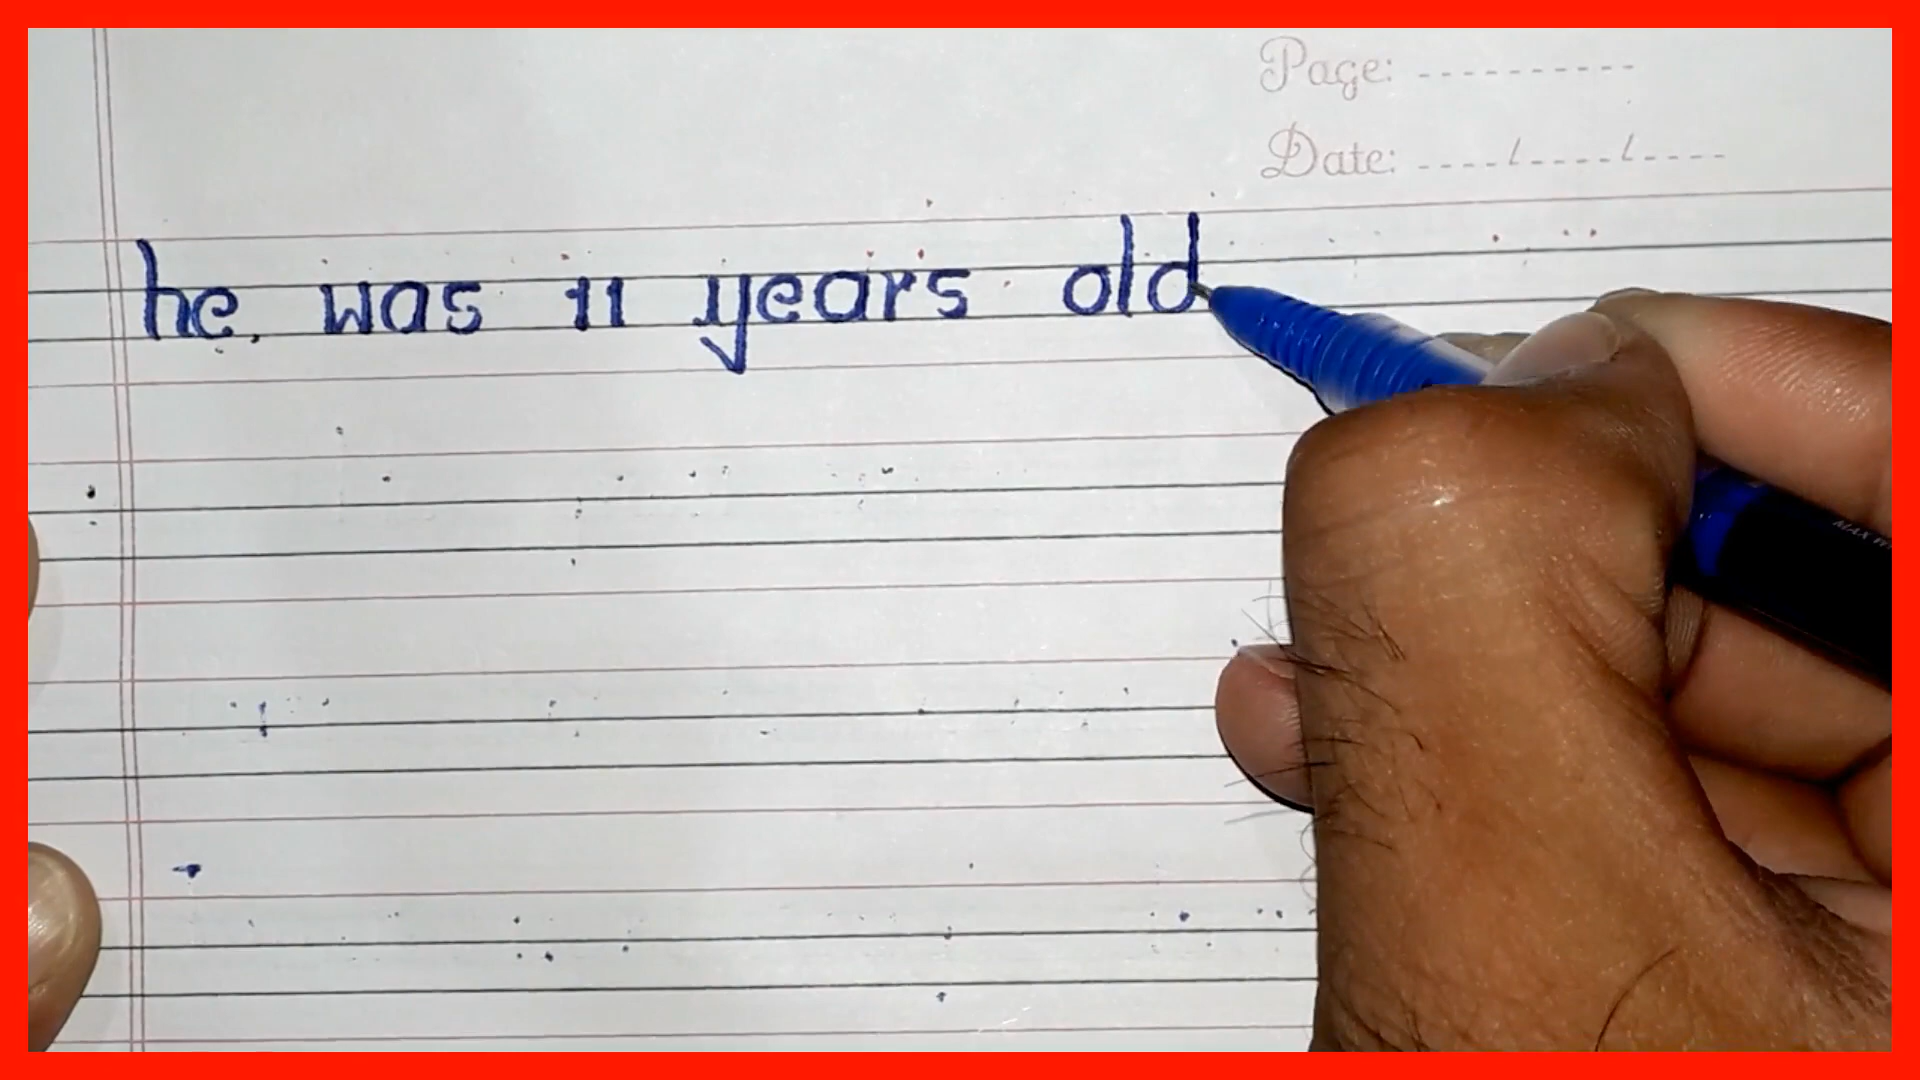 Page: ----------
Date: ----/----/----
he was 11 years old